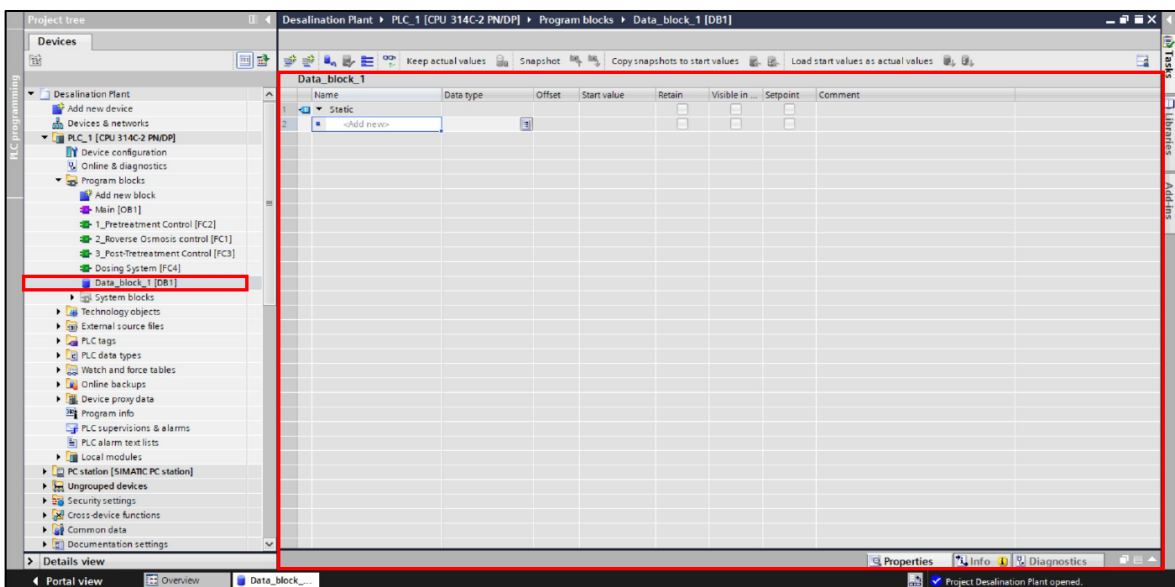 Project tree
Desalination Plant ▸ PLC_1 [CPU 314C-2 PN/DP] ▸ Program blocks ▸ Data_block_1 [DB1]
Devices
Keep actual values
Snapshot
Copy snapshots to start values
Load start values as actual values
PLC programming
Data_block_1
Name Data type Offset Start value Retain Visible in ... Setpoint Comment
1 Static
2 <Add new>
Desalination Plant
Add new device
Devices & networks
PLC_1 [CPU 314C-2 PN/DP]
Device configuration
Online & diagnostics
Program blocks
Add new block
Main [OB1]
1_Pretreatment Control [FC2]
2_Roverse Osmosis control [FC1]
3_Post-Tretreatment Control [FC3]
Dosing System [FC4]
Data_block_1 [DB1]
System blocks
Technology objects
External source files
PLC tags
PLC data types
Watch and force tables
Online backups
Device proxy data
Program info
PLC supervisions & alarms
PLC alarm text lists
Local modules
PC station [SIMATIC PC station]
Ungrouped devices
Security settings
Cross-device functions
Common data
Documentation settings
Details view
Tasks
Libraries
Add-ins
Properties
Info
Diagnostics
Portal view
Overview
Data_block_...
Project Desalination Plant opened.